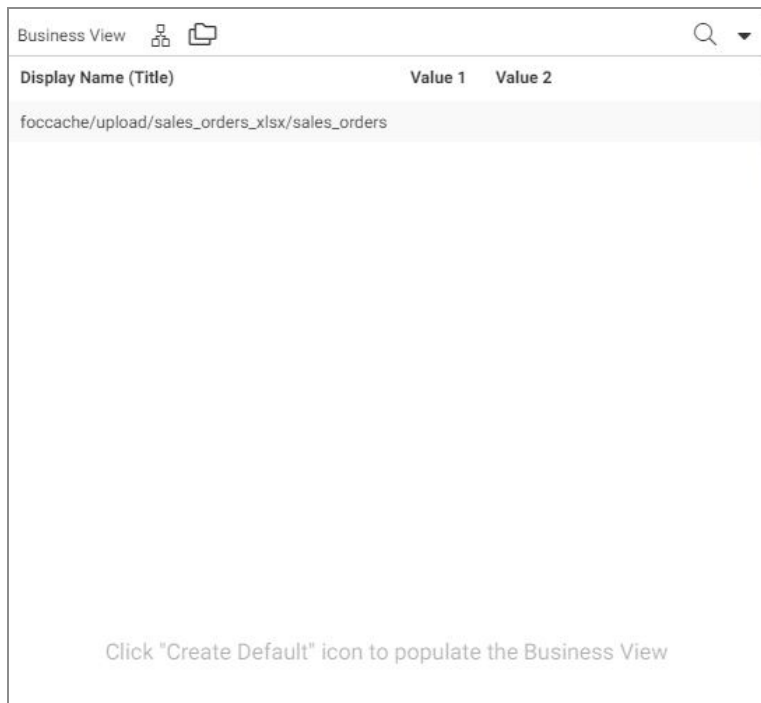 Business View
Display Name (Title) Value 1 Value 2
foccache/upload/sales_orders_xlsx/sales_orders
Click "Create Default" icon to populate the Business View